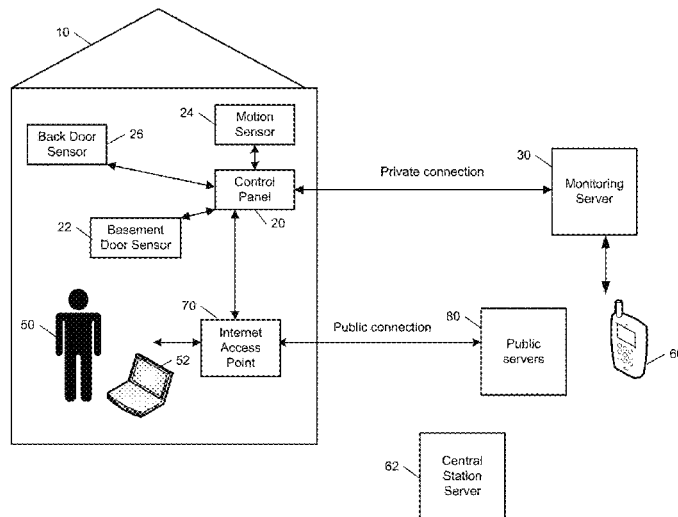 10
24
Motion
Sensor
Back Door
Sensor
26
30
Private connection
Monitoring
Server
Control
Panel
22
Basement
Door Sensor
20
50
70
Internet
Access
Point
Public connection
80
Public
servers
52
62
Central
Station
Server